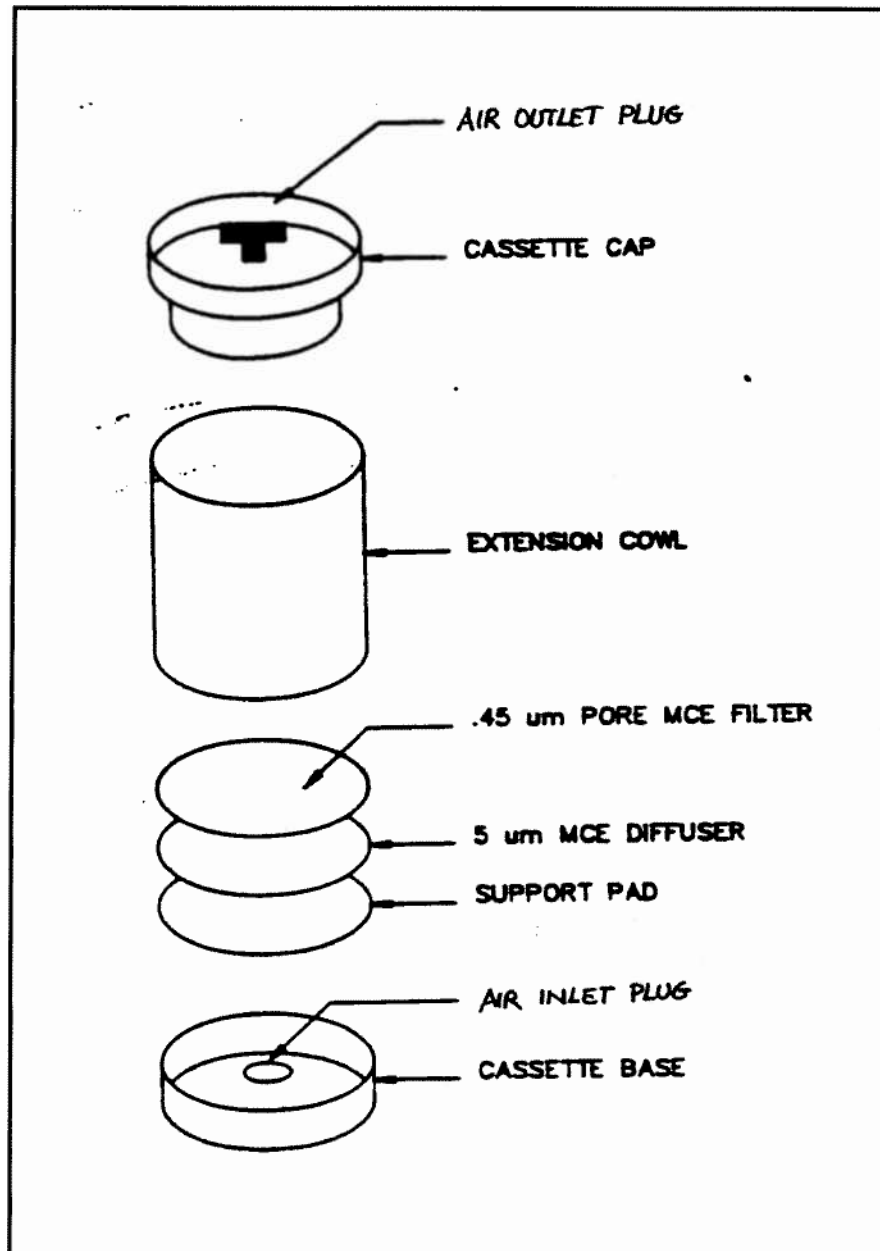 AIR OUTLET PLUG
CASSETTE CAP
EXTENSION COWL
.45 um PORE MCE FILTER
5 um MCE DIFFUSER
SUPPORT PAD
AIR INLET PLUG
CASSETTE BASE